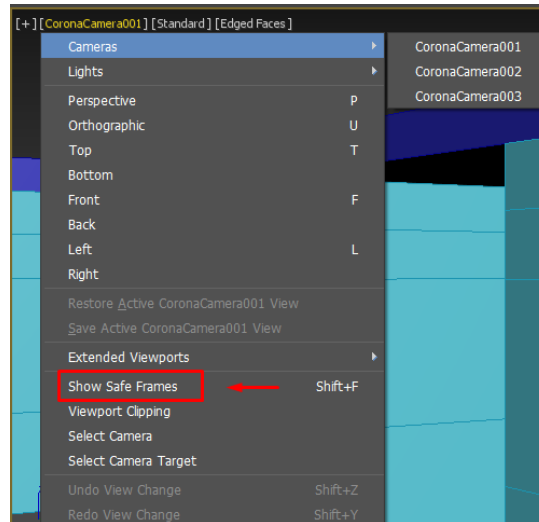 [+] [CoronaCamera001] [Standard] [Edged Faces]
Cameras
CoronaCamera001
Lights
CoronaCamera002
CoronaCamera003
Perspective P
Orthographic U
Top T
Bottom
Front F
Back
Left L
Right
Restore Active CoronaCamera001 View
Save Active CoronaCamera001 View
Extended Viewports
Show Safe Frames Shift+F
Viewport Clipping
Select Camera
Select Camera Target
Undo View Change Shift+Z
Redo View Change Shift+Y